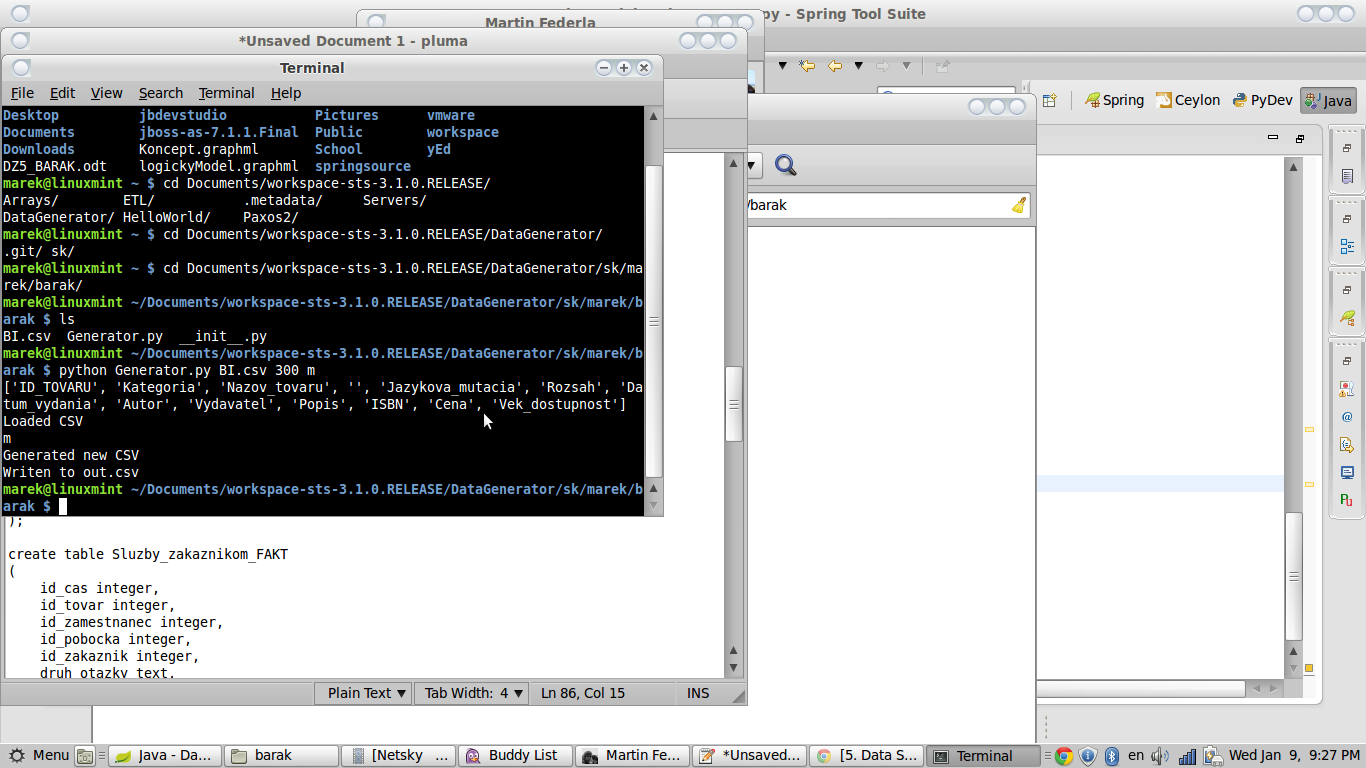 Martin Federla
py - Spring Tool Suite
*Unsaved Document 1 - pluma
Terminal
File Edit View Search Terminal Help
Spring Ceylon PyDev Java
Desktop jbdevstudio Pictures vmware
Documents jboss-as-7.1.1.Final Public workspace
Downloads Koncept.graphml School yEd
DZ5_BARAK.odt logickyModel.graphml springsource
marek@linuxmint ~ $ cd Documents/workspace-sts-3.1.0.RELEASE/
Arrays/ ETL/ .metadata/ Servers/
DataGenerator/ HelloWorld/ Paxos2/
marek@linuxmint ~ $ cd Documents/workspace-sts-3.1.0.RELEASE/DataGenerator/
.git/ sk/
marek@linuxmint ~ $ cd Documents/workspace-sts-3.1.0.RELEASE/DataGenerator/sk/ma
rek/barak/
marek@linuxmint ~/Documents/workspace-sts-3.1.0.RELEASE/DataGenerator/sk/marek/b
arak $ ls
BI.csv Generator.py __init__.py
marek@linuxmint ~/Documents/workspace-sts-3.1.0.RELEASE/DataGenerator/sk/marek/b
arak $ python Generator.py BI.csv 300 m
['ID_TOVARU', 'Kategoria', 'Nazov_tovaru', '', 'Jazykova_mutacia', 'Rozsah', 'Da
tum_vydania', 'Autor', 'Vydavatel', 'Popis', 'ISBN', 'Cena', 'Vek_dostupnost']
Loaded CSV
m
Generated new CSV
Writen to out.csv
marek@linuxmint ~/Documents/workspace-sts-3.1.0.RELEASE/DataGenerator/sk/marek/b
arak $
/barak
);
create table Sluzby_zakaznikom_FAKT
(
id_cas integer,
id_tovar integer,
id_zamestnanec integer,
id_pobocka integer,
id_zakaznik integer,
druh_otazky text,
Plain Text Tab Width: 4 Ln 86, Col 15 INS
Menu Java - Da... barak [Netsky ... Buddy List Martin Fe... *Unsaved... [5. Data S... Terminal en Wed Jan 9, 9:27 PM